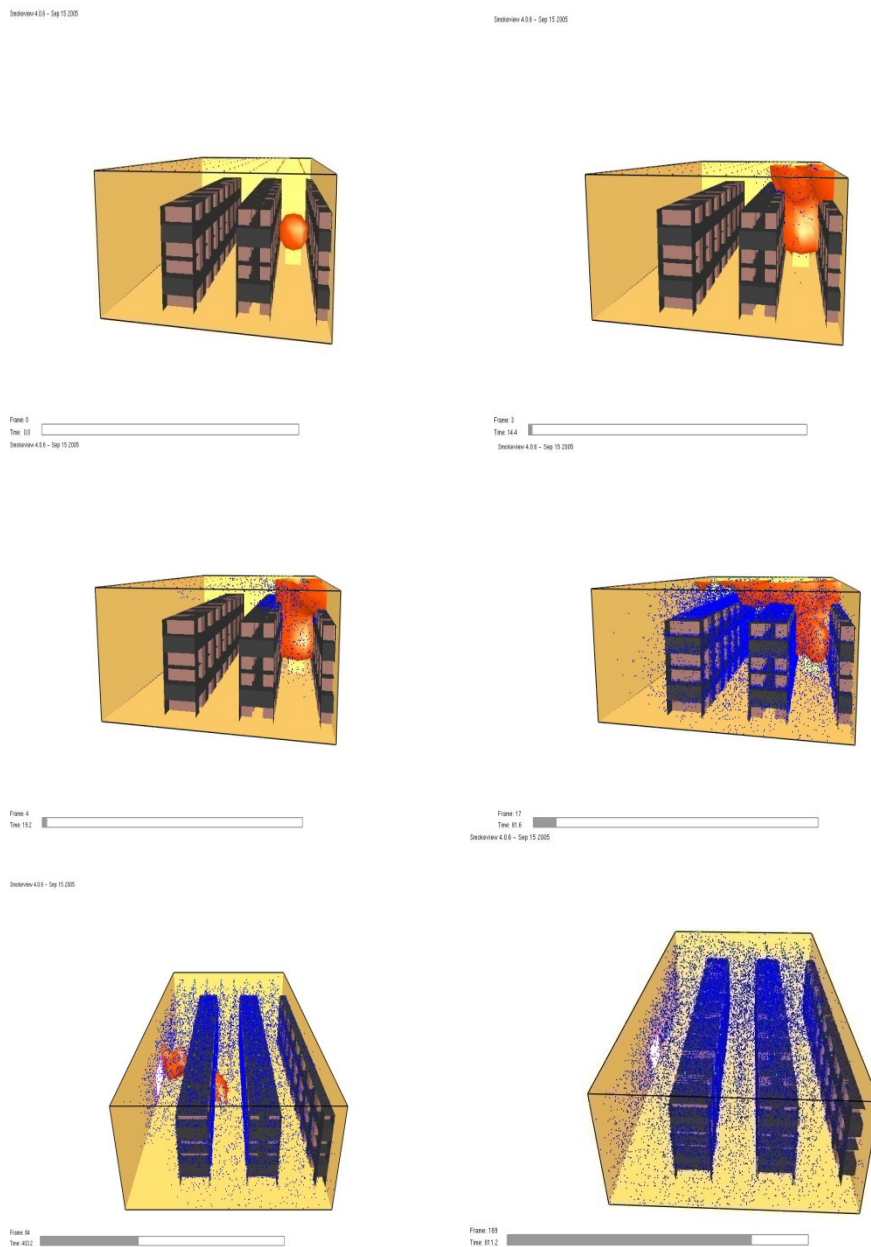 Smokeview 4.0.6 – Sep 15 2005
Smokeview 4.0.6 – Sep 15 2005
Frame: 0
Time: 0.0
Frame: 3
Time: 14.4
Smokeview 4.0.6 – Sep 15 2005
Smokeview 4.0.6 – Sep 15 2005
Frame: 4
Time: 19.2
Frame: 17
Time: 81.6
Smokeview 4.0.6 – Sep 15 2005
Smokeview 4.0.6 – Sep 15 2005
Frame: 84
Time: 403.2
Frame: 169
Time: 811.2